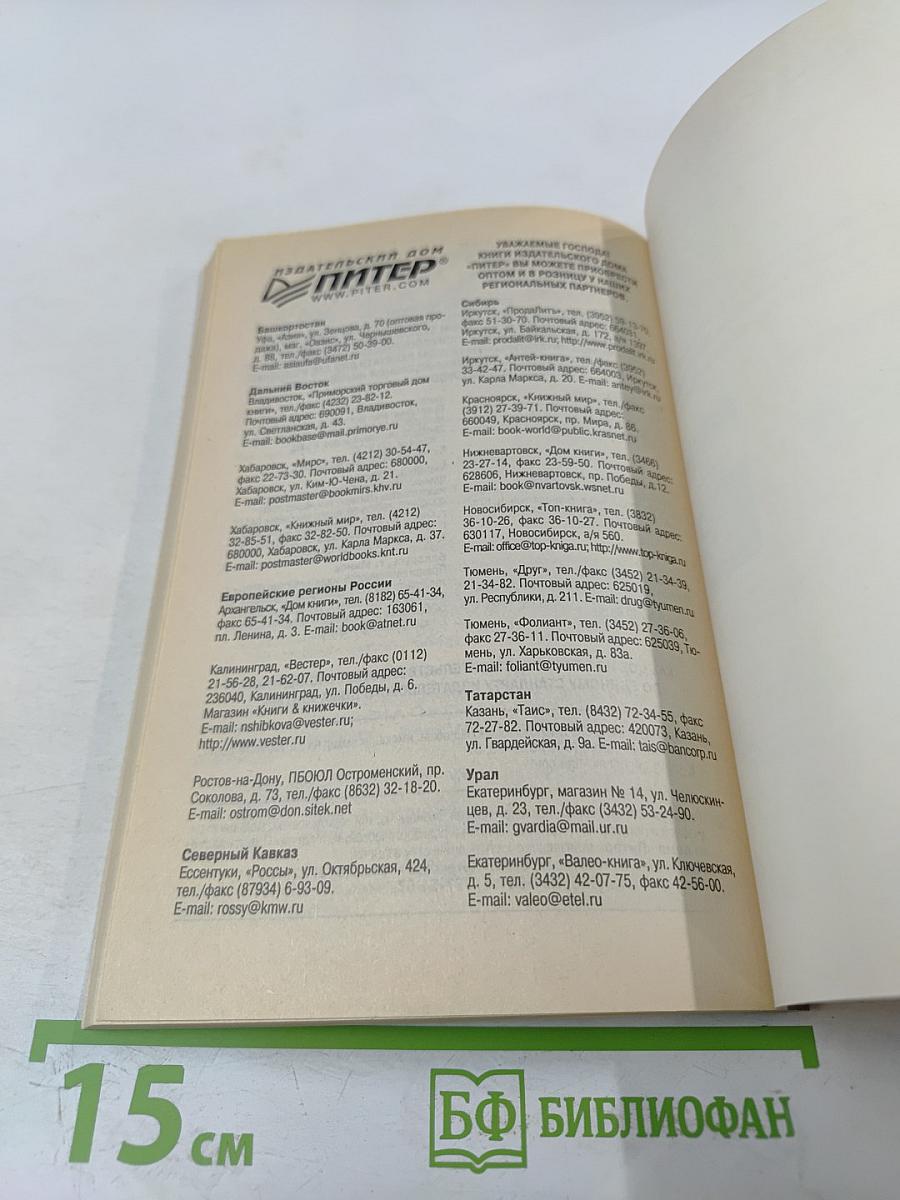 ИЗДАТЕЛЬСКИЙ ДОМ
ПИТЕР®
WWW.PITER.COM
Башкортостан
Уфа, «Азия», ул. Зенцова, д. 70 (оптовая про-
дажа), маг. «Оазис», ул. Чернышевского,
д. 88, тел./факс (3472) 50-39-00.
E-mail: asiaufa@ufanet.ru
Дальний Восток
Владивосток, «Приморский торговый дом
книги», тел./факс (4232) 23-82-12.
Почтовый адрес: 690091, Владивосток,
ул. Светланская, д. 43.
E-mail: bookbase@mail.primorye.ru
Хабаровск, «Мирс», тел. (4212) 30-54-47,
факс 22-73-30. Почтовый адрес: 680000,
Хабаровск, ул. Ким-Ю-Чена, д. 21.
E-mail: postmaster@bookmirs.khv.ru
Хабаровск, «Книжный мир», тел. (4212)
32-85-51, факс 32-82-50. Почтовый адрес:
680000, Хабаровск, ул. Карла Маркса, д. 37.
E-mail: postmaster@worldbooks.knt.ru
Европейские регионы России
Архангельск, «Дом книги», тел. (8182) 65-41-34,
факс 65-41-34. Почтовый адрес: 163061,
пл. Ленина, д. 3. E-mail: book@atnet.ru
Калининград, «Вестер», тел./факс (0112)
21-56-28, 21-62-07. Почтовый адрес:
236040, Калининград, ул. Победы, д. 6.
Магазин «Книги & книжечки».
E-mail: nshibkova@vester.ru;
http://www.vester.ru
Ростов-на-Дону, ПБОЮЛ Остроменский, пр.
Соколова, д. 73, тел./факс (8632) 32-18-20.
E-mail: ostrom@don.sitek.net
Северный Кавказ
Ессентуки, «Россы», ул. Октябрьская, 424,
тел./факс (87934) 6-93-09.
E-mail: rossy@kmw.ru
УВАЖАЕМЫЕ ГОСПОДА!
КНИГИ ИЗДАТЕЛЬСКОГО ДОМА
«ПИТЕР» ВЫ МОЖЕТЕ ПРИОБРЕСТИ
ОПТОМ И В РОЗНИЦУ У НАШИХ
РЕГИОНАЛЬНЫХ ПАРТНЕРОВ.
Сибирь
Иркутск, «ПродаЛитъ», тел. (3952) 59-13-70,
факс 51-30-70. Почтовый адрес: 664031,
Иркутск, ул. Байкальская, д. 172, а/я 1397.
E-mail: prodalit@irk.ru; http://www.prodalit.irk.ru
Иркутск, «Антей-книга», тел./факс (3952)
33-42-47. Почтовый адрес: 664003, Иркутск,
ул. Карла Маркса, д. 20. E-mail: antey@irk.ru
Красноярск, «Книжный мир», тел./факс
(3912) 27-39-71. Почтовый адрес:
660049, Красноярск, пр. Мира, д. 86.
E-mail: book-world@public.krasnet.ru
Нижневартовск, «Дом книги», тел. (3466)
23-27-14, факс 23-59-50. Почтовый адрес:
628606, Нижневартовск, пр. Победы, д.12.
E-mail: book@nvartovsk.wsnet.ru
Новосибирск, «Топ-книга», тел. (3832)
36-10-26, факс 36-10-27. Почтовый адрес:
630117, Новосибирск, а/я 560.
E-mail: office@top-kniga.ru; http://www.top-kniga.ru
Тюмень, «Друг», тел./факс (3452) 21-34-39,
21-34-82. Почтовый адрес: 625019,
ул. Республики, д. 211. E-mail: drug@tyumen.ru
Тюмень, «Фолиант», тел. (3452) 27-36-06,
факс 27-36-11. Почтовый адрес: 625039, Тю-
мень, ул. Харьковская, д. 83а.
E-mail: foliant@tyumen.ru
Татарстан
Казань, «Таис», тел. (8432) 72-34-55, факс
72-27-82. Почтовый адрес: 420073, Казань,
ул. Гвардейская, д. 9а. E-mail: tais@bancorp.ru
Урал
Екатеринбург, магазин № 14, ул. Челюскин-
цев, д. 23, тел./факс (3432) 53-24-90.
E-mail: gvardia@mail.ur.ru
Екатеринбург, «Валео-книга», ул. Ключевская,
д. 5, тел. (3432) 42-07-75, факс 42-56-00.
E-mail: valeo@etel.ru
15 см
БФ БИБЛИОФАН